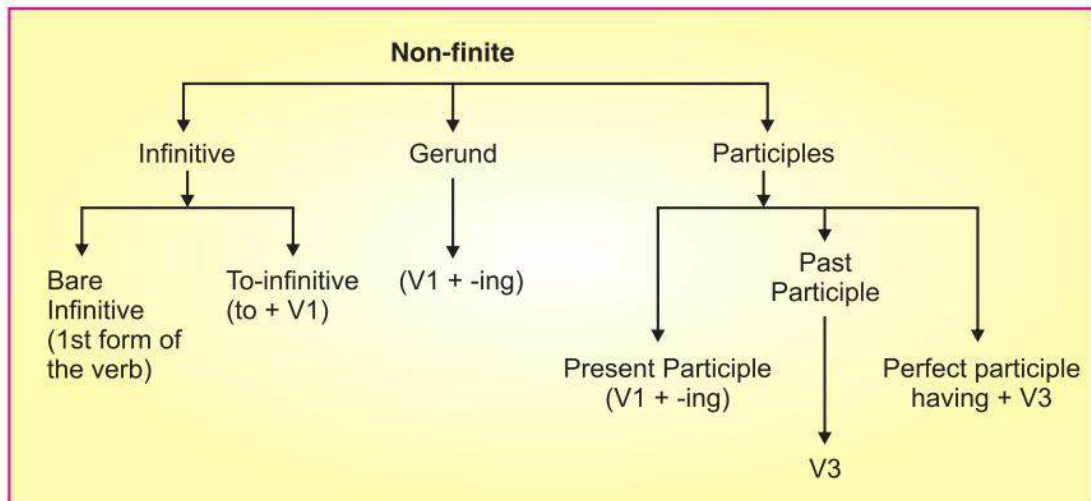 Non-finite
Infinitive
Gerund
Participles
Bare
Infinitive
(1st form of
the verb)
To-infinitive
(to + V1)
(V1 + -ing)
Present Participle
(V1 + -ing)
Past
Participle
V3
Perfect participle
having + V3